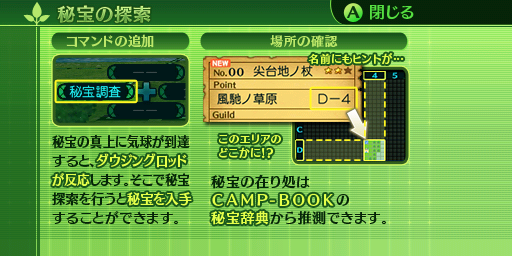 秘宝の探索
A 閉じる
コマンドの追加
秘宝調査
秘宝の真上に気球が到達
すると、ダウジングロッド
が反応します。そこで秘宝
探索を行うと秘宝を入手
することができます。
場所の確認
名前にもヒントが…
NEW
No.00 尖台地ノ杖 ☆☆☆
Point
風馳ノ草原 D-4
Guild
4 5
C
D
このエリアの
どこかに!?
秘宝の在り処は
CAMP-BOOKの
秘宝辞典から推測できます。